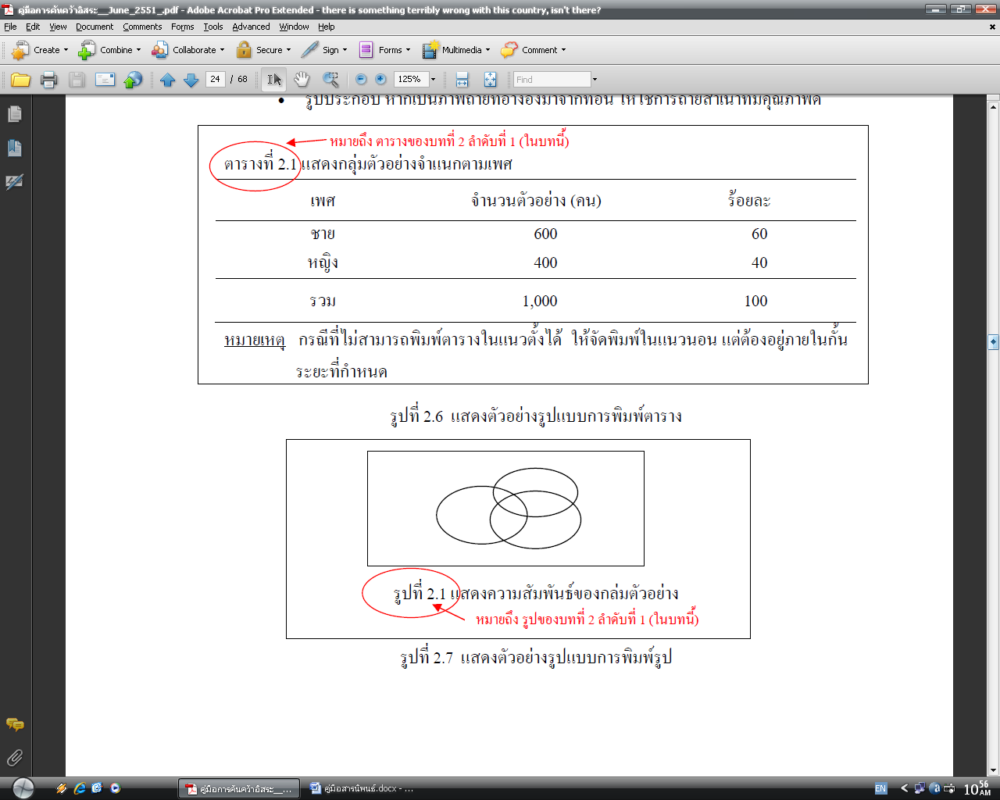 คู่มือการค้นคว้าอิสระ__June_2551_.pdf - Adobe Acrobat Pro Extended - there is something terribly wrong with this country, isn't there?
File Edit View Document Comments Forms Tools Advanced Window Help
Create Combine Collaborate Secure Sign Forms Multimedia Comment
24 / 68 125% Find
• รูปประกอบ หากเป็นภาพถ่ายที่อ้างอิงมาจากที่อื่น ให้ใช้การถ่ายสำเนาที่มีคุณภาพดี
หมายถึง ตารางของบทที่ 2 ลำดับที่ 1 (ในบทนี้)
ตารางที่ 2.1 แสดงกลุ่มตัวอย่างจำแนกตามเพศ
เพศ จำนวนตัวอย่าง (คน) ร้อยละ
ชาย 600 60
หญิง 400 40
รวม 1,000 100
หมายเหตุ กรณีที่ไม่สามารถพิมพ์ตารางในแนวตั้งได้ ให้จัดพิมพ์ในแนวนอน แต่ต้องอยู่ภายในกั้น
ระยะที่กำหนด
รูปที่ 2.6 แสดงตัวอย่างรูปแบบการพิมพ์ตาราง
รูปที่ 2.1 แสดงความสัมพันธ์ของกลุ่มตัวอย่าง
หมายถึง รูปของบทที่ 2 ลำดับที่ 1 (ในบทนี้)
รูปที่ 2.7 แสดงตัวอย่างรูปแบบการพิมพ์รูป
คู่มือการค้นคว้าอิสระ__... คู่มือสารนิพนธ์.docx - ... EN 10 56 AM